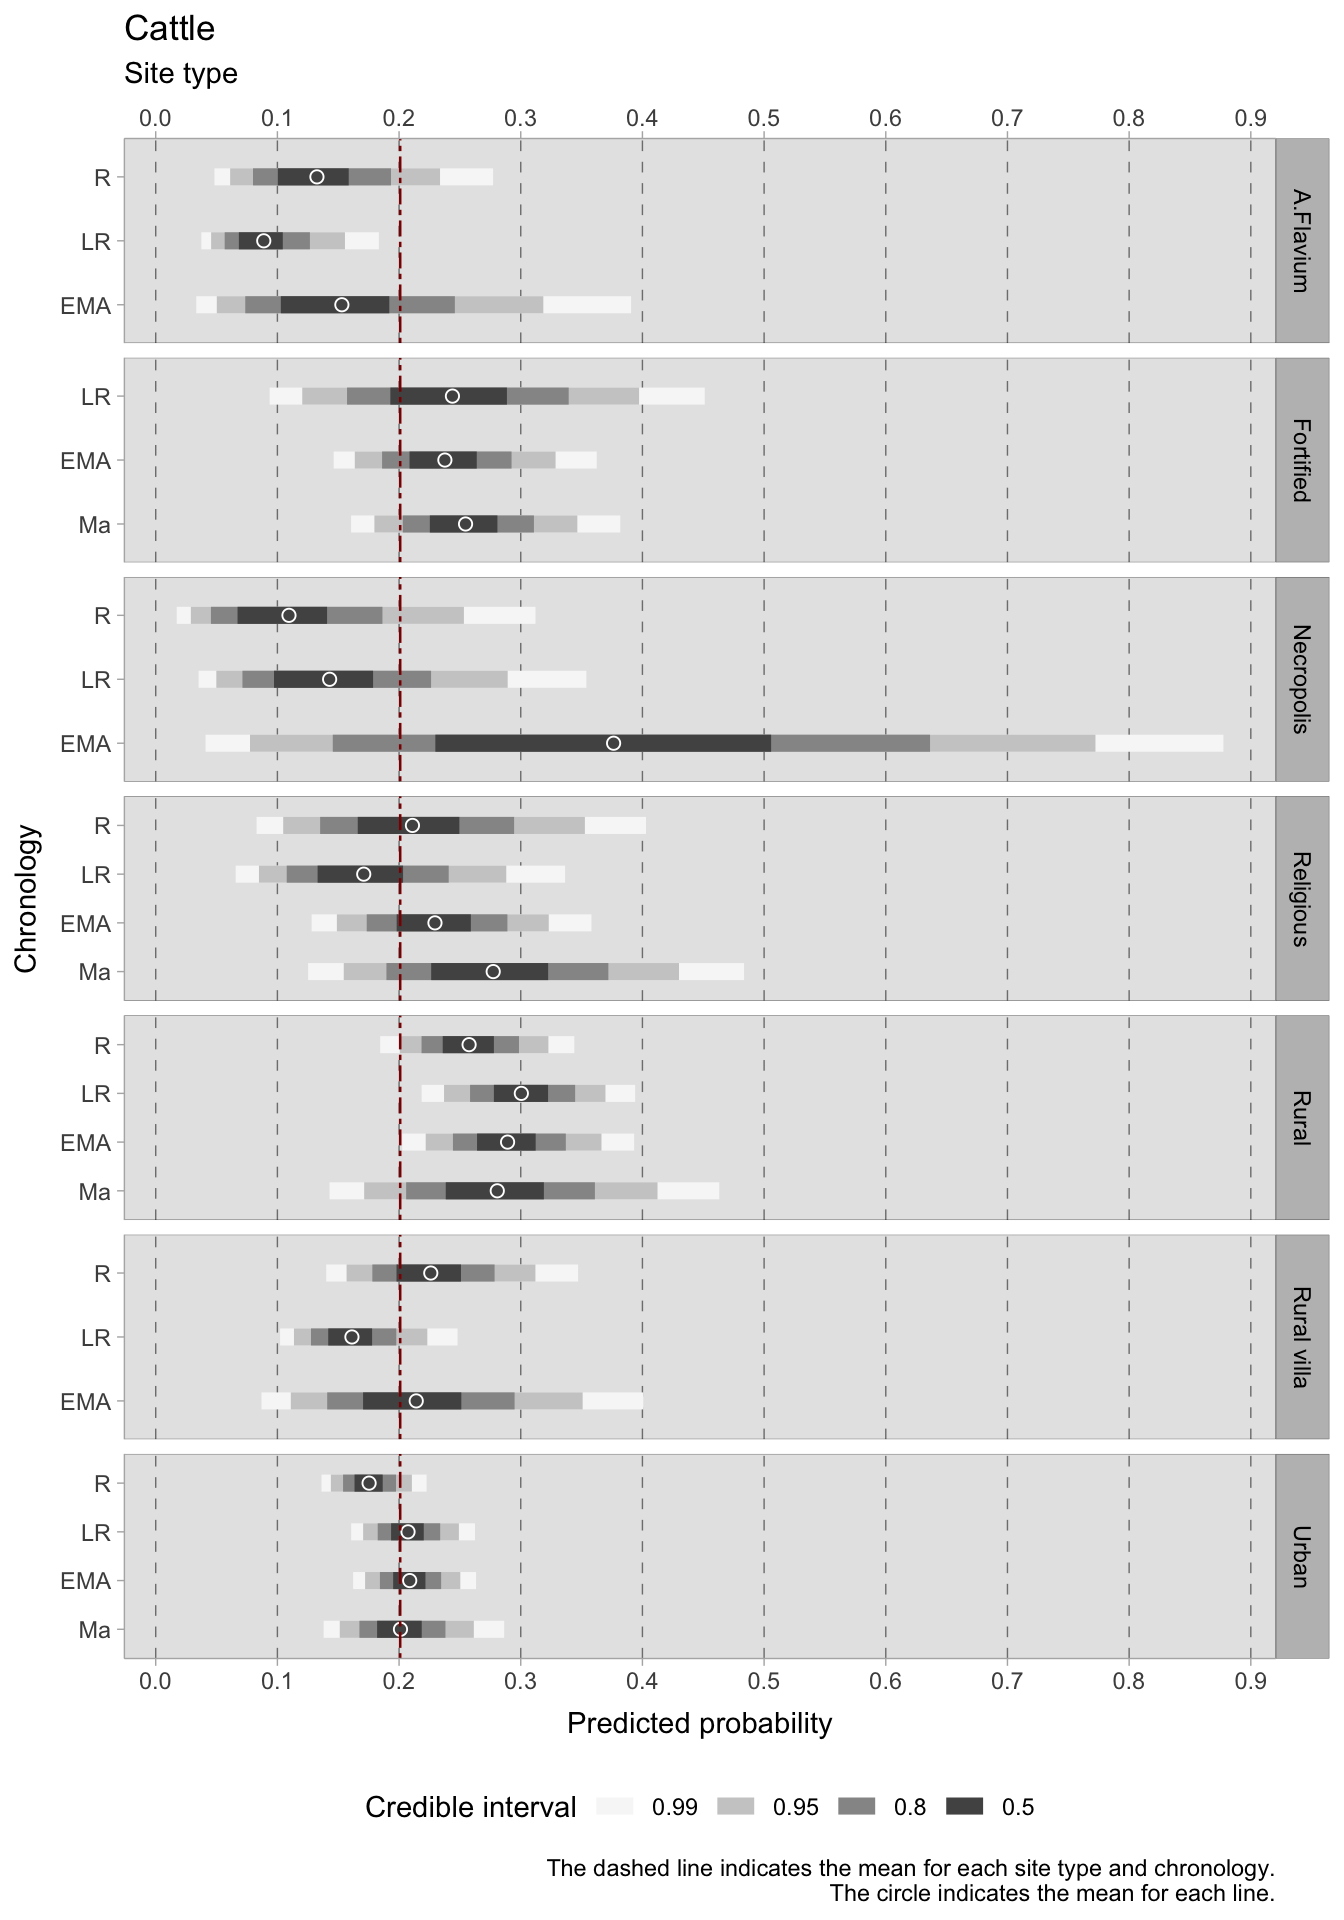 Cattle
Site type
0.0 0.1 0.2 0.3 0.4 0.5 0.6 0.7 0.8 0.9
R
LR
EMA
A.Flavium
LR
EMA
Ma
Fortified
R
LR
EMA
Necropolis
R
LR
EMA
Ma
Religious
R
LR
EMA
Ma
Rural
R
LR
EMA
Rural villa
R
LR
EMA
Ma
Urban
Chronology
0.0 0.1 0.2 0.3 0.4 0.5 0.6 0.7 0.8 0.9
Predicted probability
Credible interval 0.99 0.95 0.8 0.5
The dashed line indicates the mean for each site type and chronology.
The circle indicates the mean for each line.